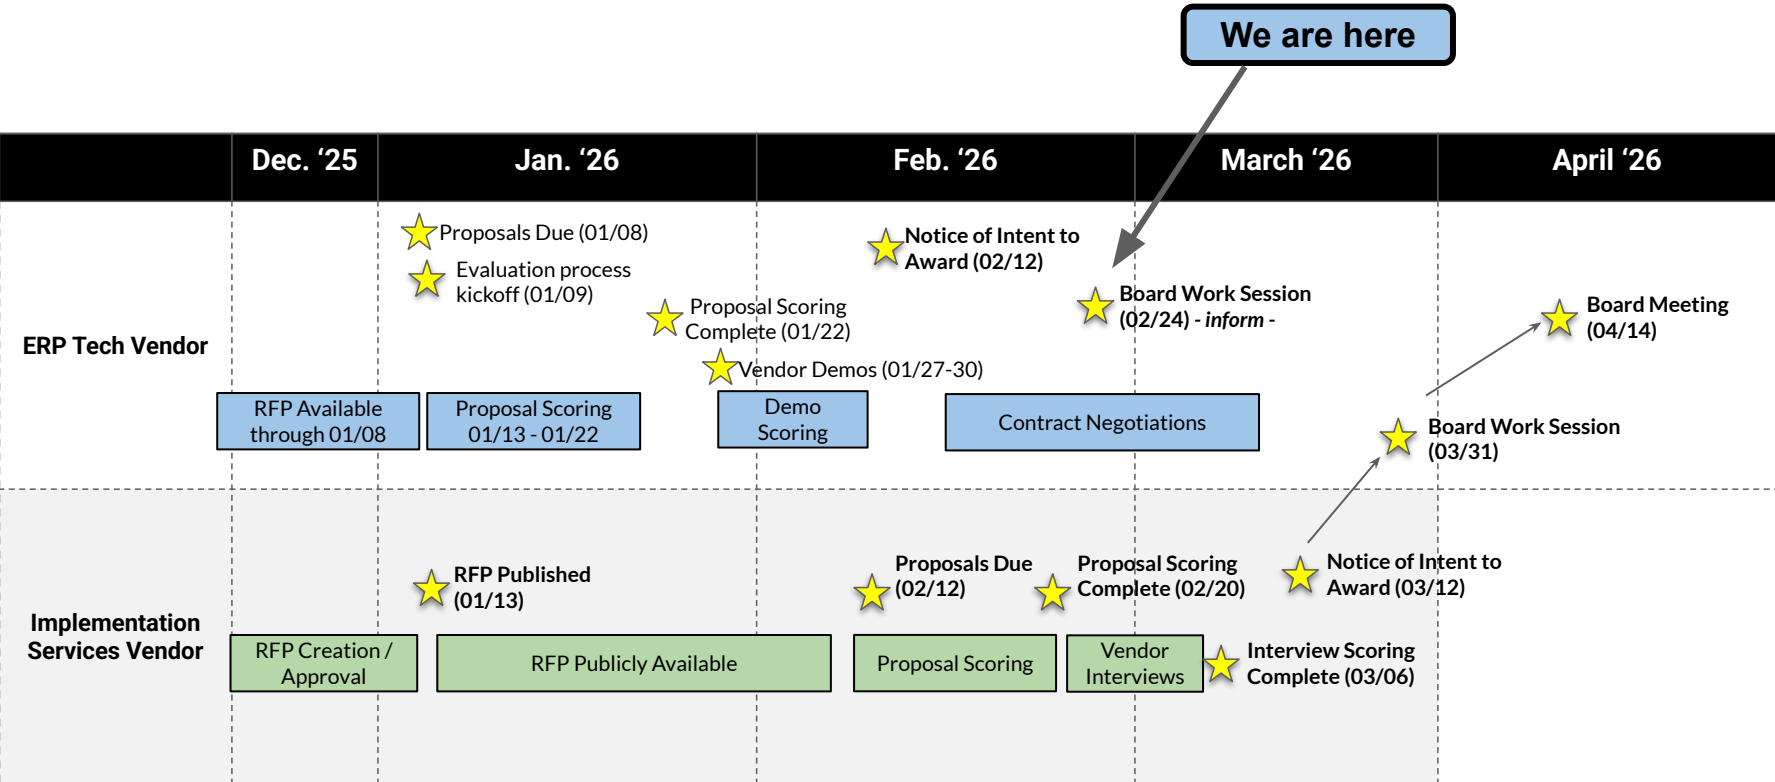 We are here
Dec. ‘25
Jan. ‘26
Feb. ‘26
March ‘26
April ‘26
ERP Tech Vendor
Proposals Due (01/08)
Evaluation process
kickoff (01/09)
Proposal Scoring
Complete (01/22)
Vendor Demos (01/27-30)
Notice of Intent to
Award (02/12)
Board Work Session
(02/24) - inform -
Board Meeting
(04/14)
RFP Available
through 01/08
Proposal Scoring
01/13 - 01/22
Demo
Scoring
Contract Negotiations
Board Work Session
(03/31)
Implementation
Services Vendor
RFP Published
(01/13)
Proposals Due
(02/12)
Proposal Scoring
Complete (02/20)
Notice of Intent to
Award (03/12)
RFP Creation /
Approval
RFP Publicly Available
Proposal Scoring
Vendor
Interviews
Interview Scoring
Complete (03/06)